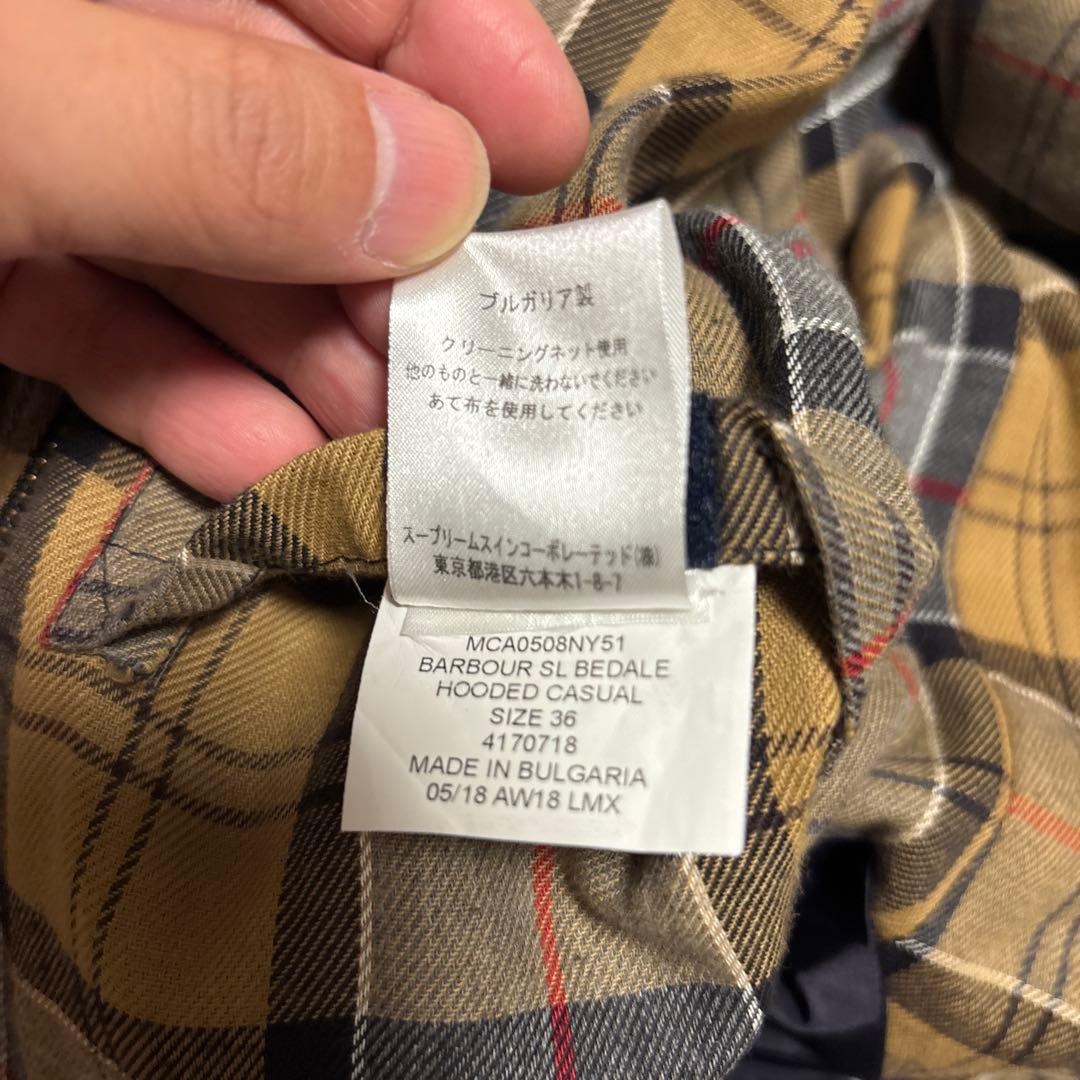 ブルガリア製
クリーニングネット使用
他のものと一緒に洗わないでください
あて布を使用してください
スープリームスインコーポレーテッド(株)
東京都港区六本木1-8-7
MCA0508NY51
BARBOUR SL BEDALE
HOODED CASUAL
SIZE 36
4170718
MADE IN BULGARIA
05/18 AW18 LMX